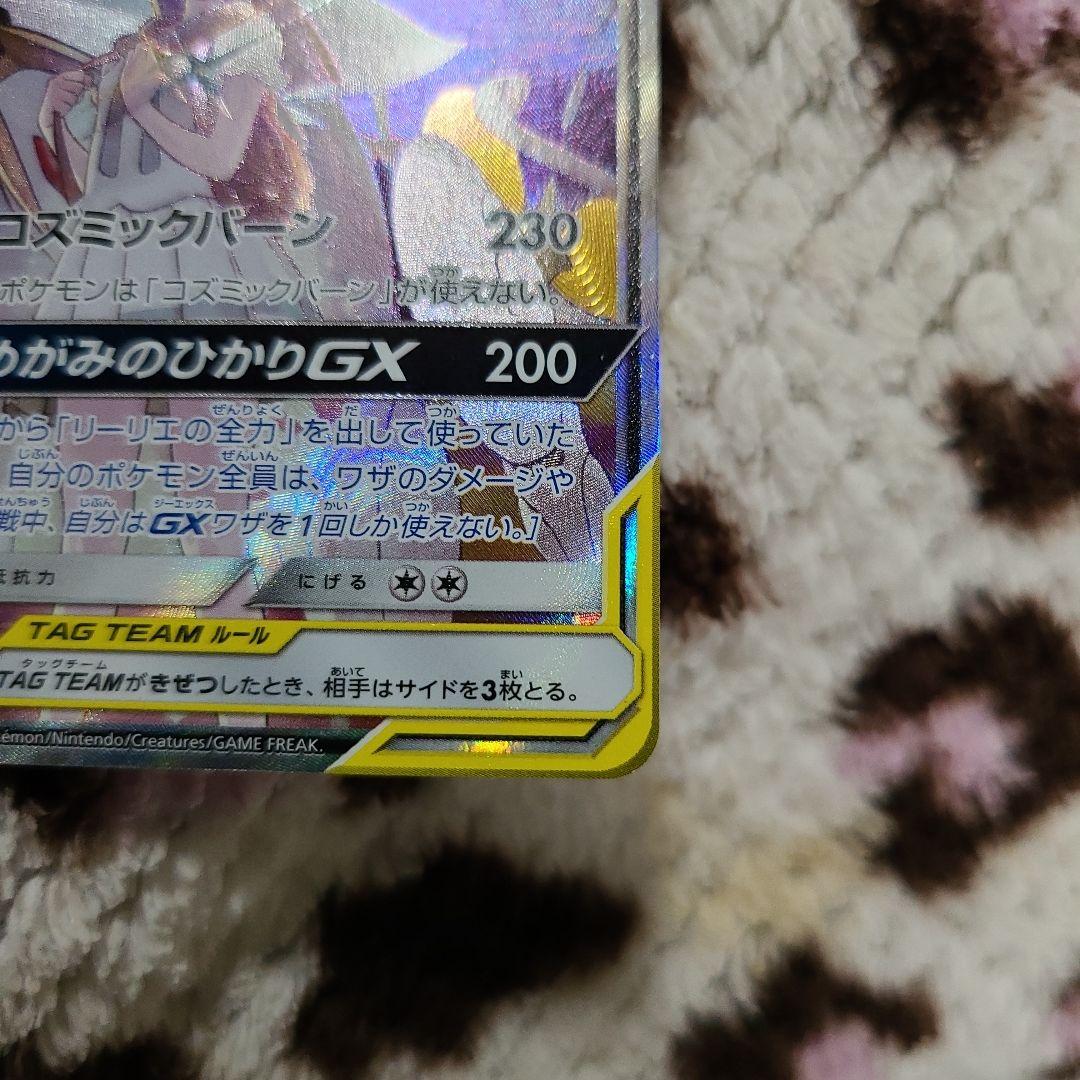 コズミックバーン 230
ポケモンは「コズミックバーン」が使えない。
めがみのひかりGX 200
から「リーリエの全力」を出して使っていた
自分のポケモン全員は、ワザのダメージや
戦中、自分はGXワザを1回しか使えない。]
抵抗力 にげる
TAG TEAM ルール
TAG TEAMがきぜつしたとき、相手はサイドを3枚とる。
émon/Nintendo/Creatures/GAME FREAK.